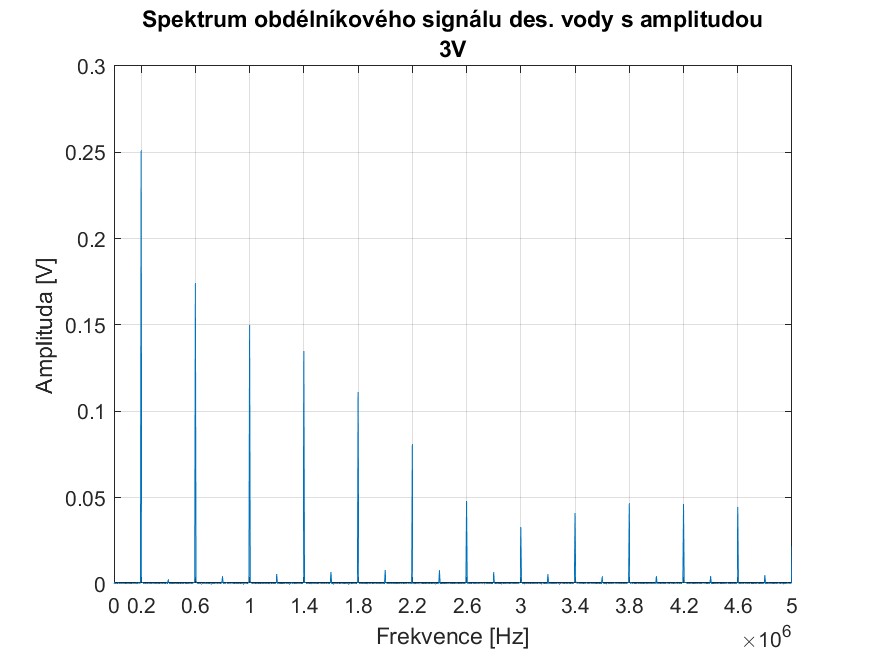 Spektrum obdélníkového signálu des. vody s amplitudou
3V
0.3
0.25
0.2
0.15
0.1
0.05
0
Amplituda [V]
0 0.2 0.6 1 1.4 1.8 2.2 2.6 3 3.4 3.8 4.2 4.6 5
Frekvence [Hz]
×10⁶